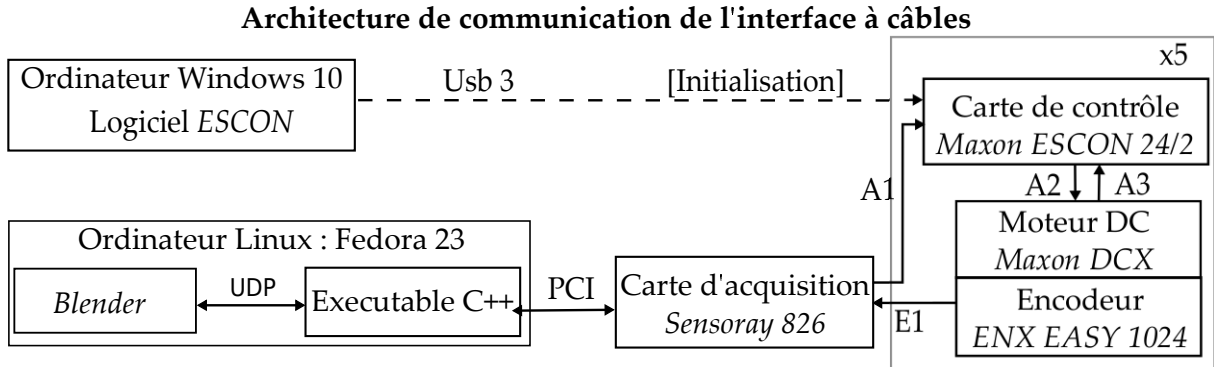 Architecture de communication de l'interface à câbles
x5
Ordinateur Windows 10
Logiciel ESCON
Usb 3
[Initialisation]
Carte de contrôle
Maxon ESCON 24/2
A1
A2
A3
Moteur DC
Maxon DCX
Encodeur
ENX EASY 1024
Ordinateur Linux : Fedora 23
Blender
UDP
Executable C++
PCI
Carte d'acquisition
Sensoray 826
E1